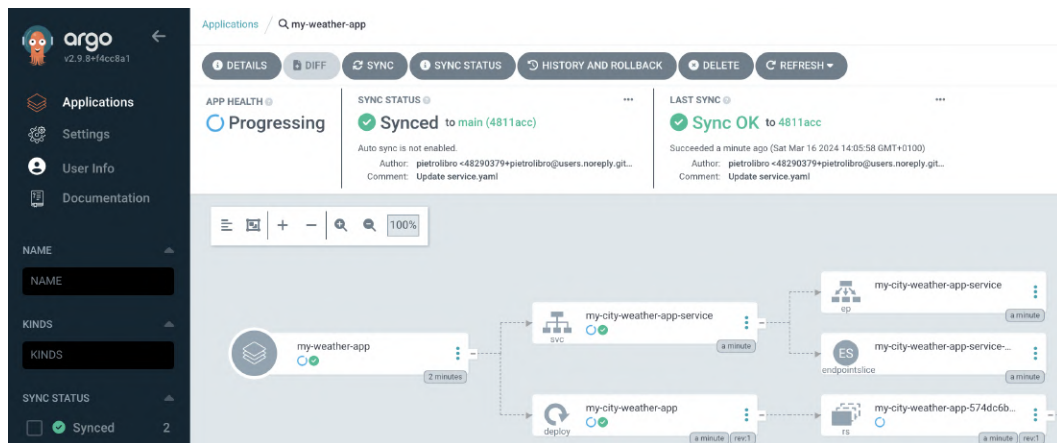 argo
v2.9.8+f4cc8a1
Applications
Settings
User Info
Documentation
NAME
NAME
KINDS
KINDS
SYNC STATUS
Synced 2
Applications / my-weather-app
DETAILS DIFF SYNC SYNC STATUS HISTORY AND ROLLBACK DELETE REFRESH
APP HEALTH
Progressing
SYNC STATUS
Synced to main (4811acc)
Auto sync is not enabled.
Author: pietrolibro <48290379+pietrolibro@users.noreply.git...
Comment: Update service.yaml
LAST SYNC
Sync OK to 4811acc
Succeeded a minute ago (Sat Mar 16 2024 14:05:58 GMT+0100)
Author: pietrolibro <48290379+pietrolibro@users.noreply.git...
Comment: Update service.yaml
100%
my-weather-app
2 minutes
my-city-weather-app-service
svc
a minute
my-city-weather-app
deploy
a minute rev:1
my-city-weather-app-service
ep
a minute
ES
my-city-weather-app-service-...
endpointslice
a minute
my-city-weather-app-574dc6b...
rs
a minute rev:1